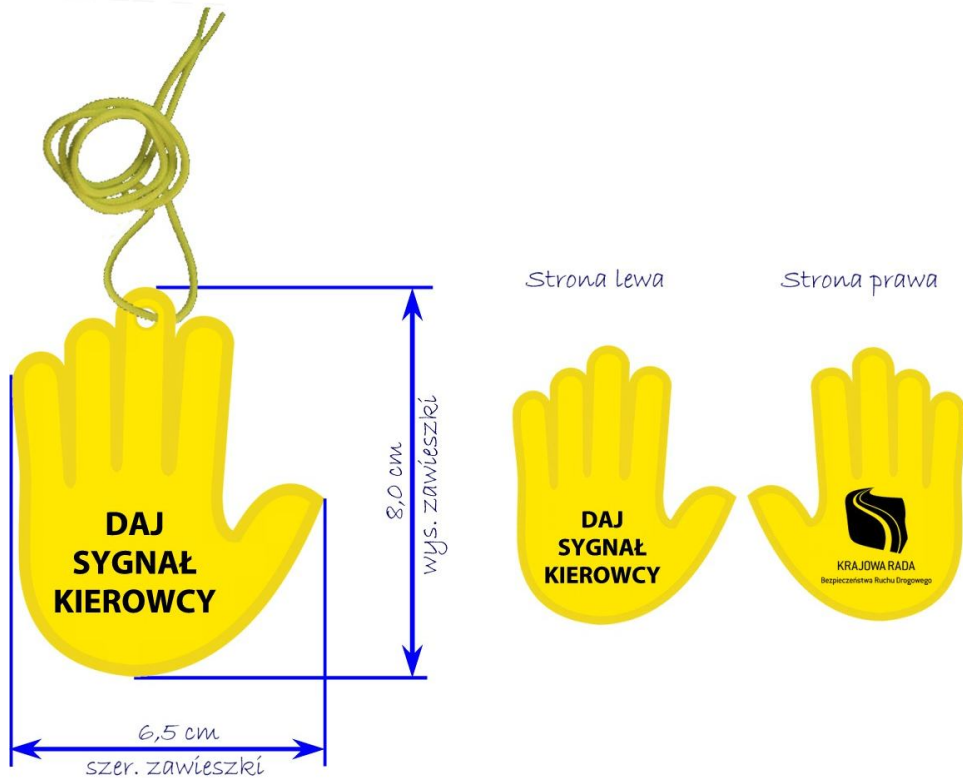 Strona lewa
Strona prawa
8,0 cm
wys. zawieszki
DAJ
SYGNAŁ
KIEROWCY
DAJ
SYGNAŁ
KIEROWCY
KRAJOWA RADA
Bezpieczeństwa Ruchu Drogowego
6,5 cm
szer. zawieszki